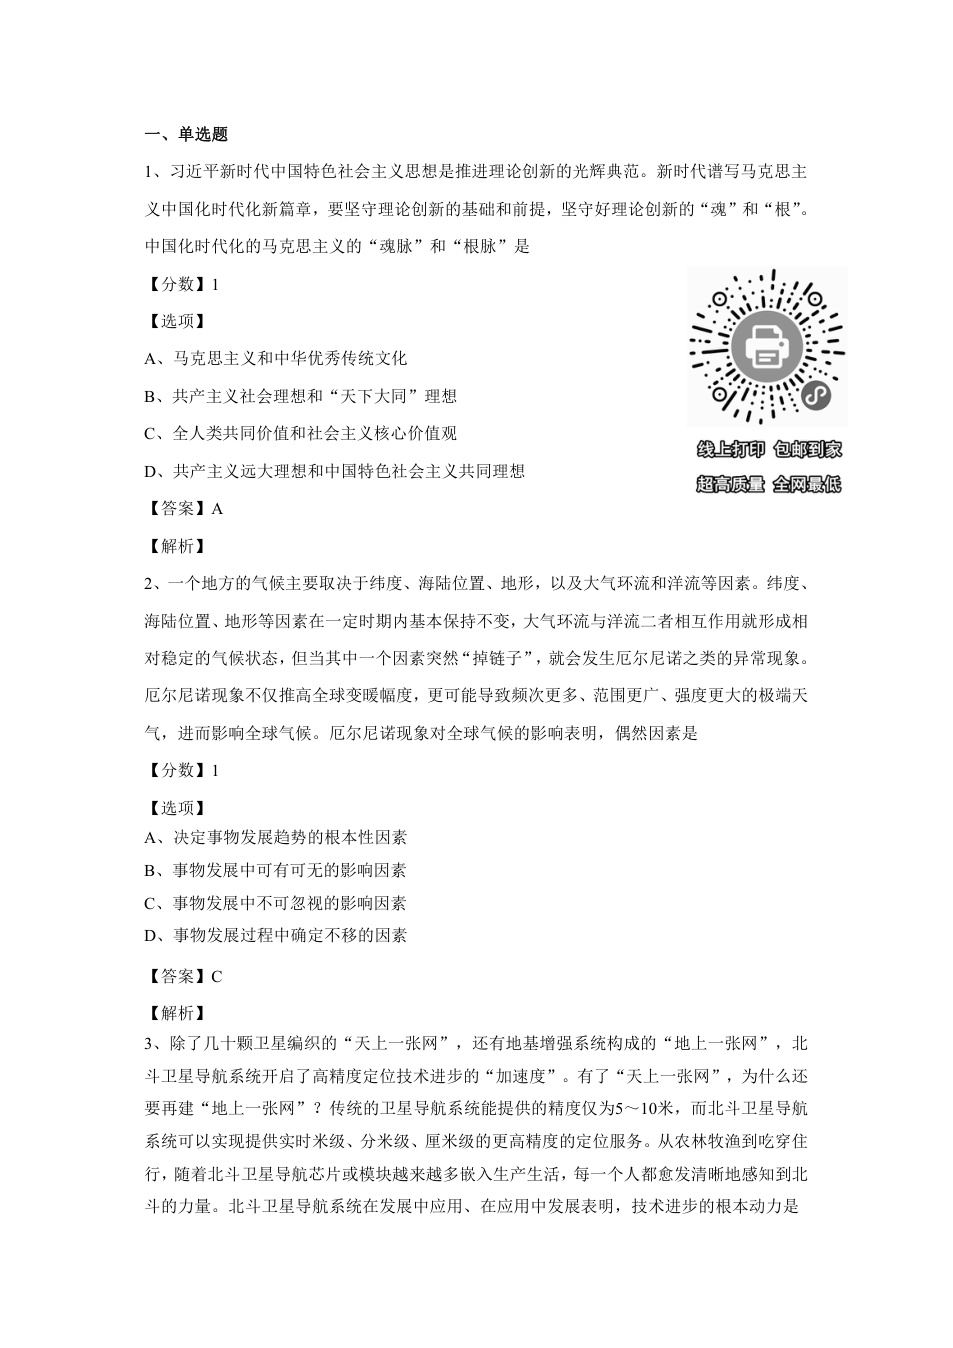 一、单选题
1、习近平新时代中国特色社会主义思想是推进理论创新的光辉典范。新时代谱写马克思主
义中国化时代化新篇章，要坚守理论创新的基础和前提，坚守好理论创新的“魂”和“根”。
中国化时代化的马克思主义的“魂脉”和“根脉”是
【分数】1
【选项】
A、马克思主义和中华优秀传统文化
B、共产主义社会理想和“天下大同”理想
C、全人类共同价值和社会主义核心价值观
D、共产主义远大理想和中国特色社会主义共同理想
线上打印 包邮到家
超高质量 全网最低
【答案】A
【解析】
2、一个地方的气候主要取决于纬度、海陆位置、地形，以及大气环流和洋流等因素。纬度、
海陆位置、地形等因素在一定时期内基本保持不变，大气环流与洋流二者相互作用就形成相
对稳定的气候状态，但当其中一个因素突然“掉链子”，就会发生厄尔尼诺之类的异常现象。
厄尔尼诺现象不仅推高全球变暖幅度，更可能导致频次更多、范围更广、强度更大的极端天
气，进而影响全球气候。厄尔尼诺现象对全球气候的影响表明，偶然因素是
【分数】1
【选项】
A、决定事物发展趋势的根本性因素
B、事物发展中可有可无的影响因素
C、事物发展中不可忽视的影响因素
D、事物发展过程中确定不移的因素
【答案】C
【解析】
3、除了几十颗卫星编织的“天上一张网”，还有地基增强系统构成的“地上一张网”，北
斗卫星导航系统开启了高精度定位技术进步的“加速度”。有了“天上一张网”，为什么还
要再建“地上一张网”？传统的卫星导航系统能提供的精度仅为5～10米，而北斗卫星导航
系统可以实现提供实时米级、分米级、厘米级的更高精度的定位服务。从农林牧渔到吃穿住
行，随着北斗卫星导航芯片或模块越来越多嵌入生产生活，每一个人都愈发清晰地感知到北
斗的力量。北斗卫星导航系统在发展中应用、在应用中发展表明，技术进步的根本动力是